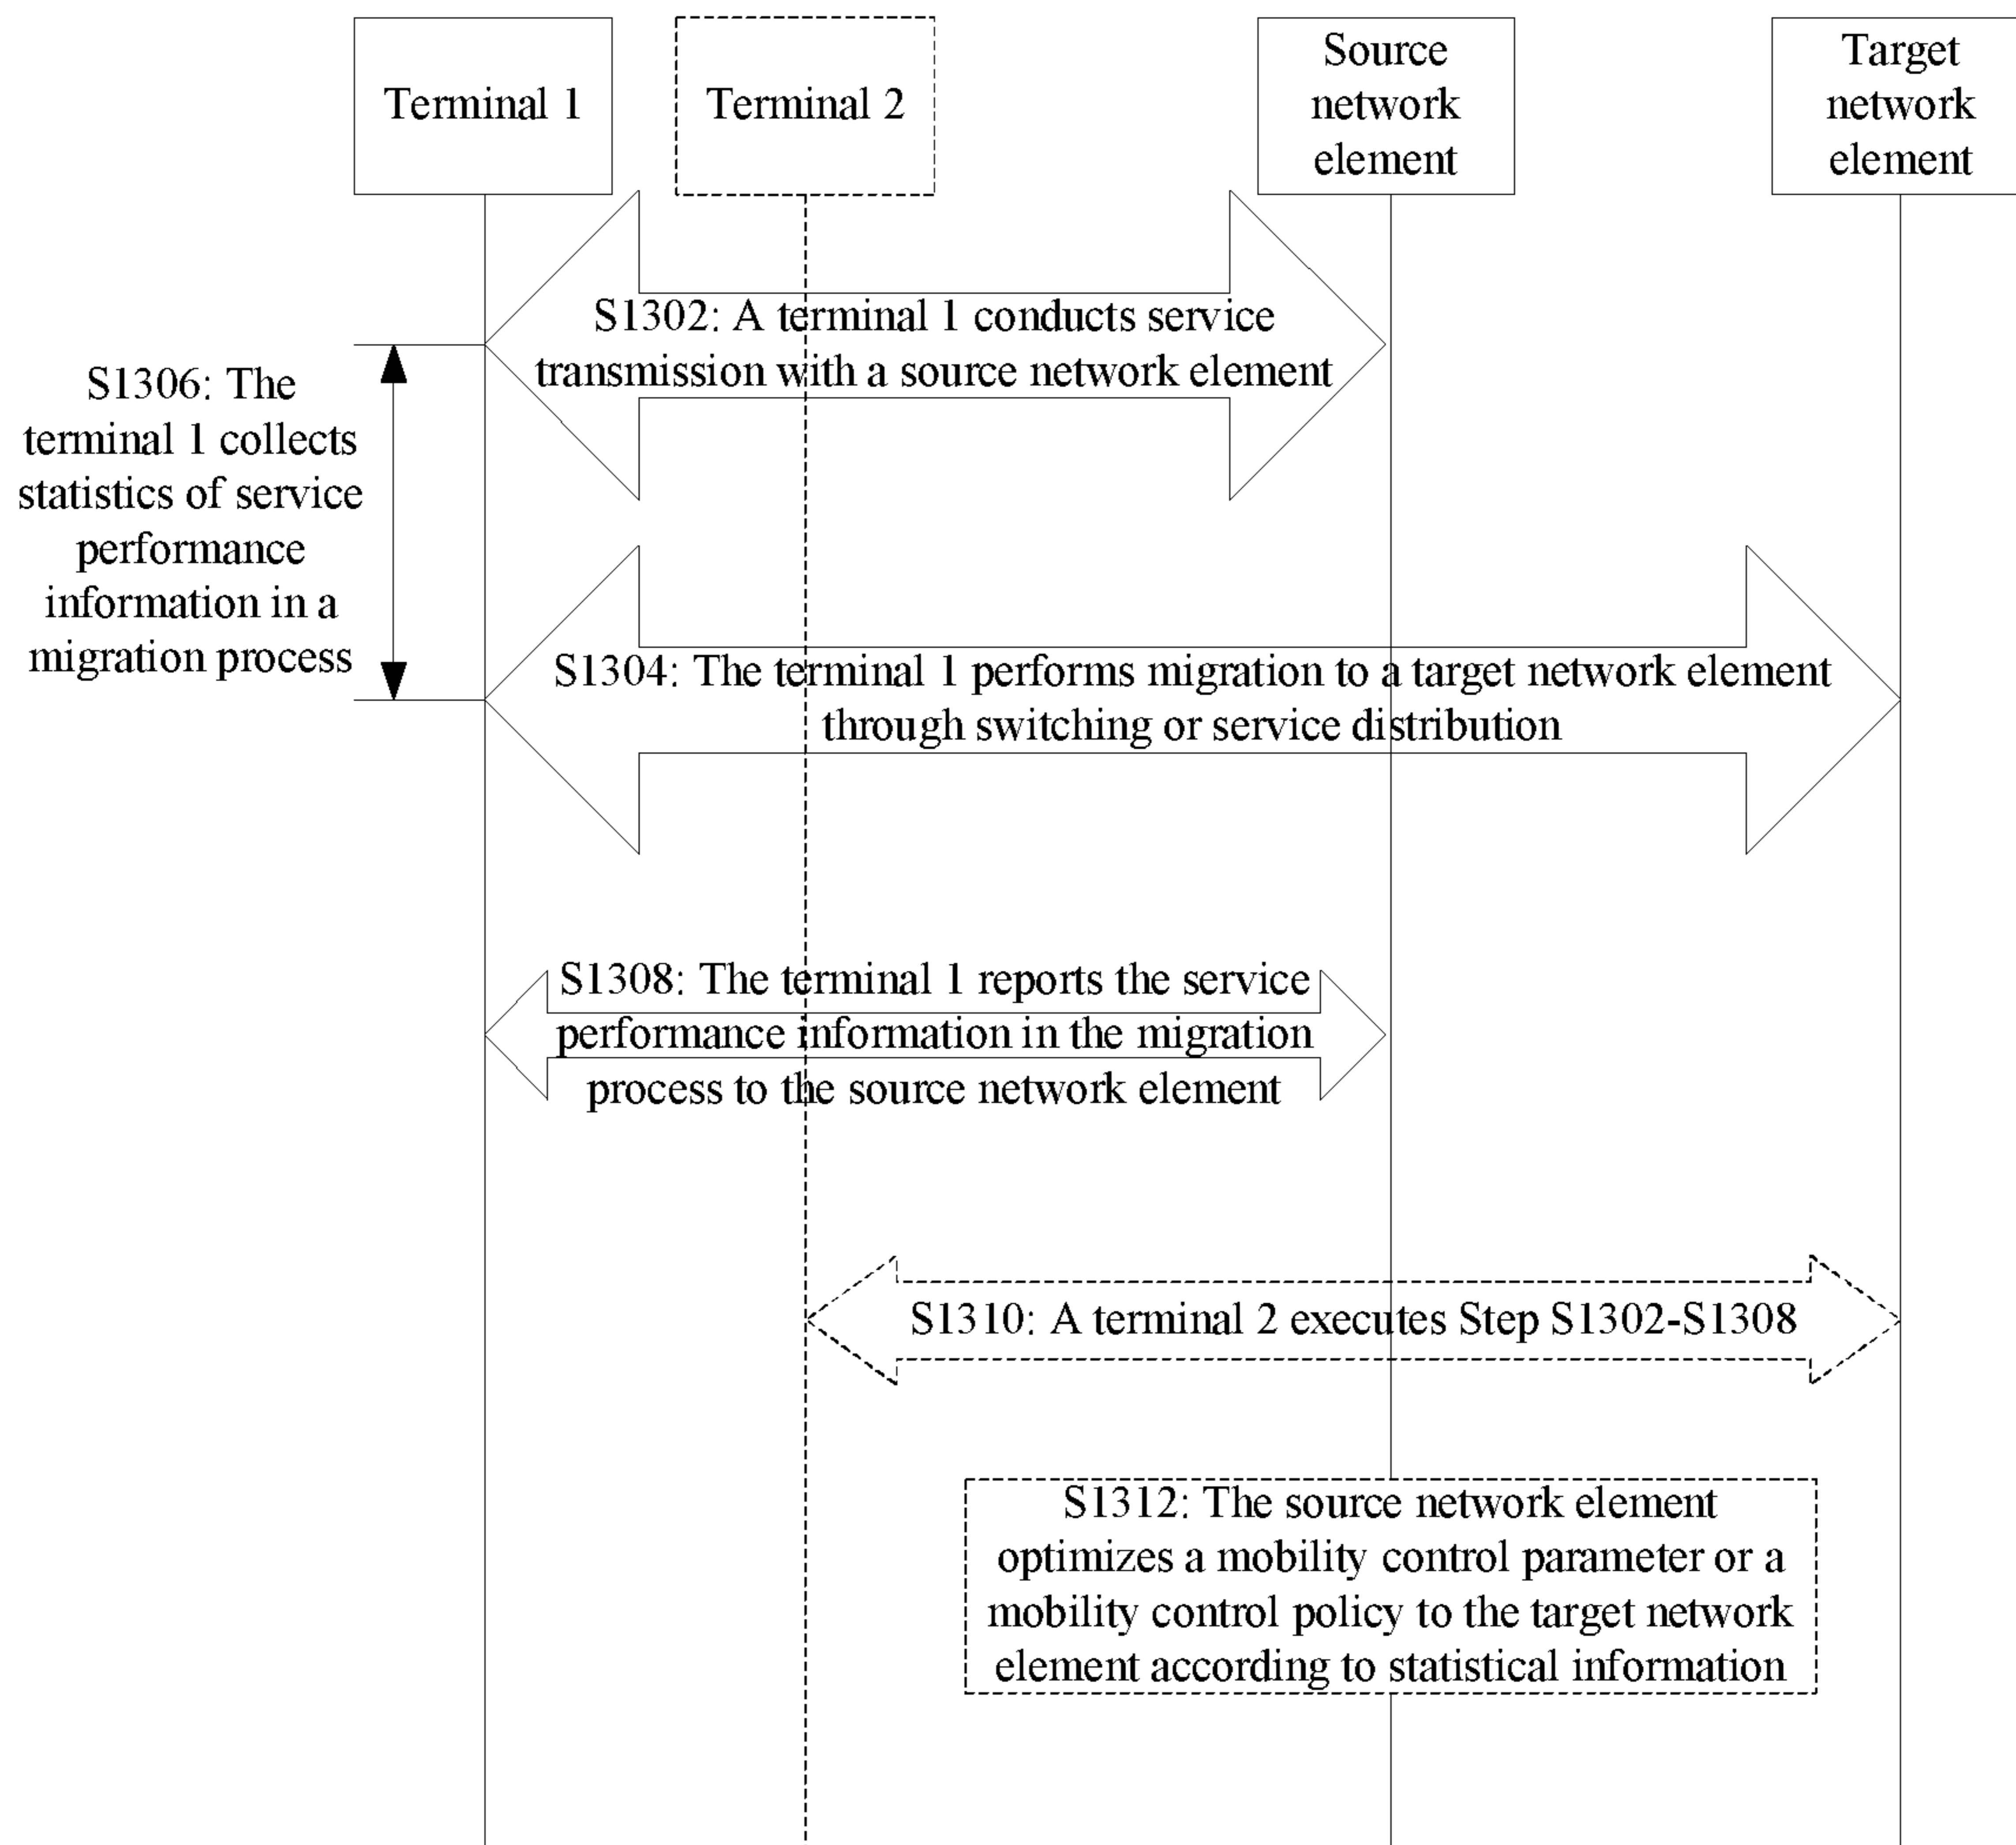 Terminal 1
Terminal 2
Source
network
element
Target
network
element
S1302: A terminal 1 conducts service
transmission with a source network element
S1306: The
terminal 1 collects
statistics of service
performance
information in a
migration process
S1304: The terminal 1 performs migration to a target network element
through switching or service distribution
S1308: The terminal 1 reports the service
performance information in the migration
process to the source network element
S1310: A terminal 2 executes Step S1302-S1308
S1312: The source network element
optimizes a mobility control parameter or a
mobility control policy to the target network
element according to statistical information